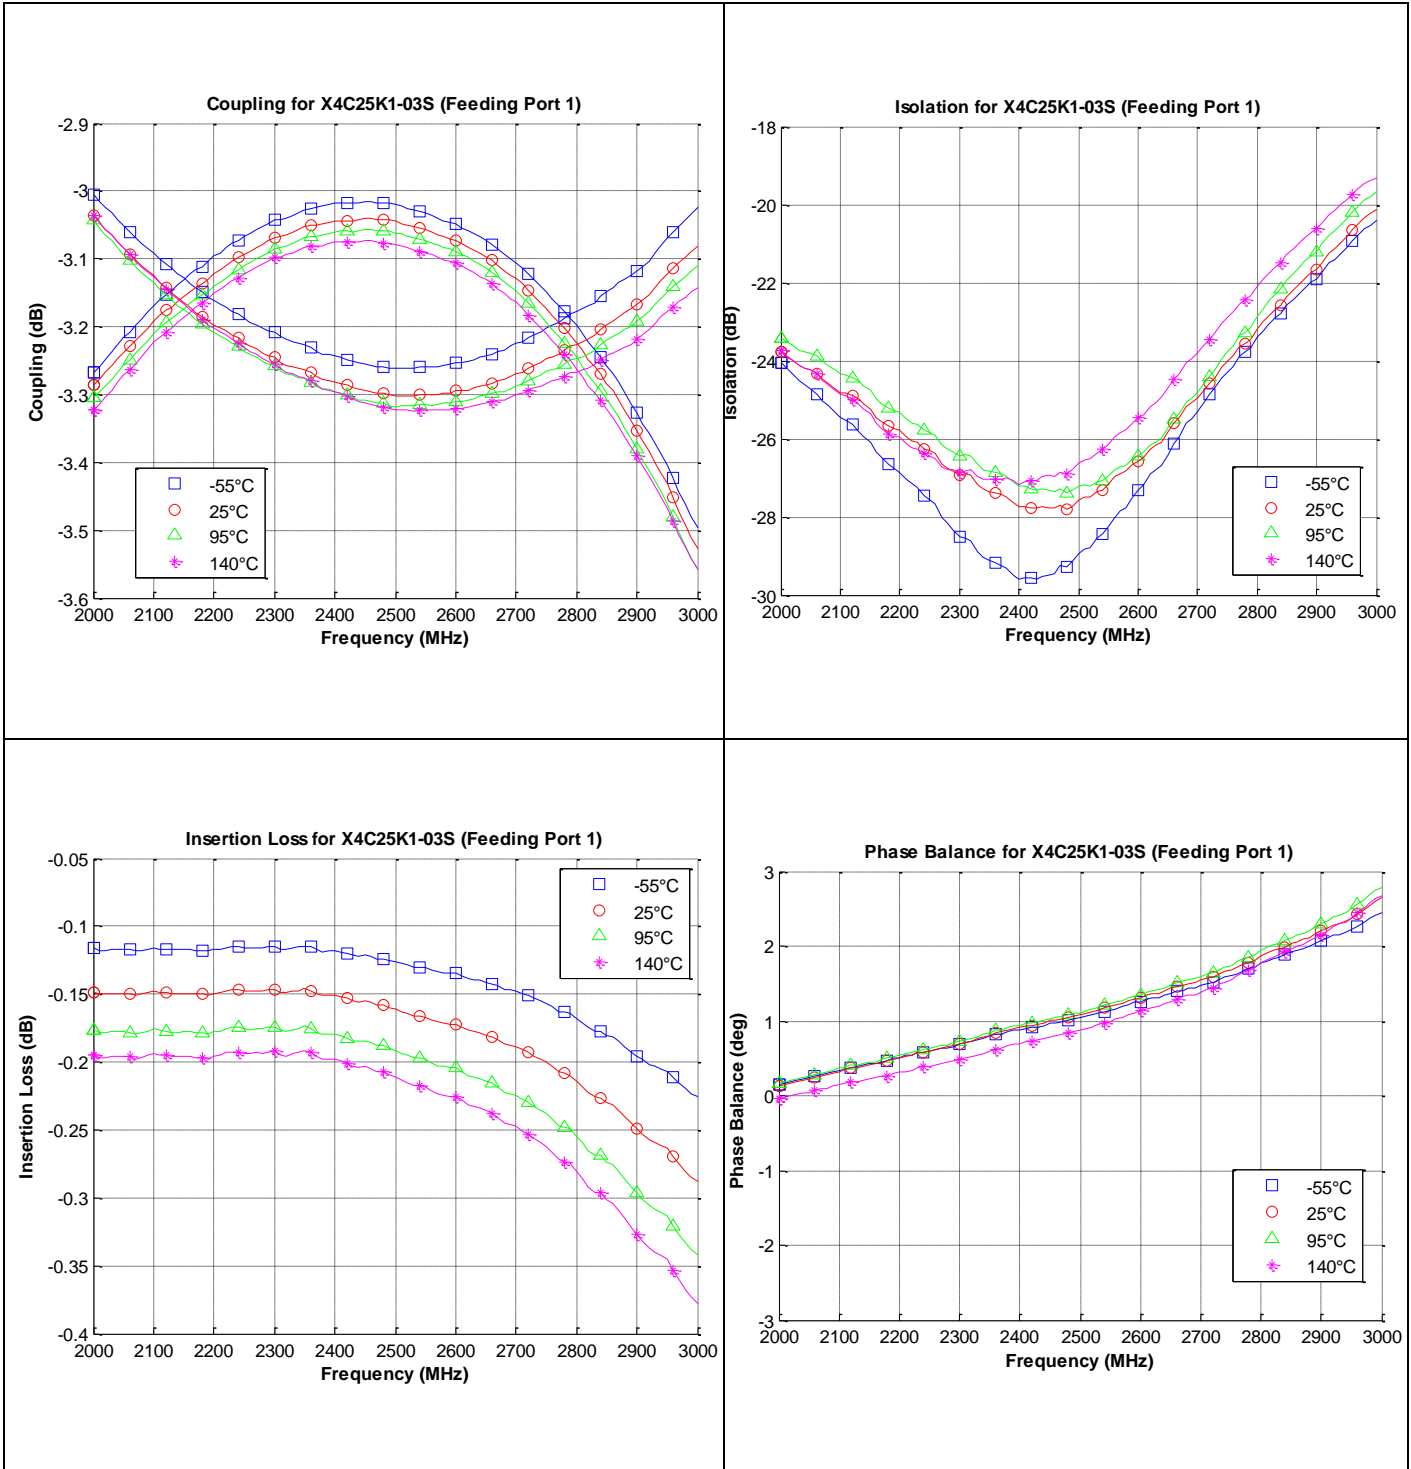 Coupling for X4C25K1-03S (Feeding Port 1)
Coupling (dB)
-2.9
-3
-3.1
-3.2
-3.3
-3.4
-3.5
-3.6
-55°C
25°C
95°C
140°C
2000 2100 2200 2300 2400 2500 2600 2700 2800 2900 3000
Frequency (MHz)
Isolation for X4C25K1-03S (Feeding Port 1)
Isolation (dB)
-18
-20
-22
-24
-26
-28
-30
-55°C
25°C
95°C
140°C
2000 2100 2200 2300 2400 2500 2600 2700 2800 2900 3000
Frequency (MHz)
Insertion Loss for X4C25K1-03S (Feeding Port 1)
Insertion Loss (dB)
-0.05
-0.1
-0.15
-0.2
-0.25
-0.3
-0.35
-0.4
-55°C
25°C
95°C
140°C
2000 2100 2200 2300 2400 2500 2600 2700 2800 2900 3000
Frequency (MHz)
Phase Balance for X4C25K1-03S (Feeding Port 1)
Phase Balance (deg)
3
2
1
0
-1
-2
-3
-55°C
25°C
95°C
140°C
2000 2100 2200 2300 2400 2500 2600 2700 2800 2900 3000
Frequency (MHz)